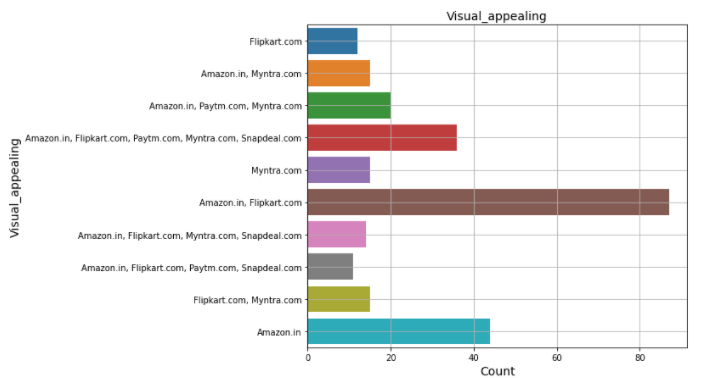 Visual_appealing
Flipkart.com
Amazon.in, Myntra.com
Amazon.in, Paytm.com, Myntra.com
Amazon.in, Flipkart.com, Paytm.com, Myntra.com, Snapdeal.com
Myntra.com
Amazon.in, Flipkart.com
Amazon.in, Flipkart.com, Myntra.com, Snapdeal.com
Amazon.in, Flipkart.com, Paytm.com, Snapdeal.com
Flipkart.com, Myntra.com
Amazon.in
Visual_appealing
0 20 40 60 80
Count